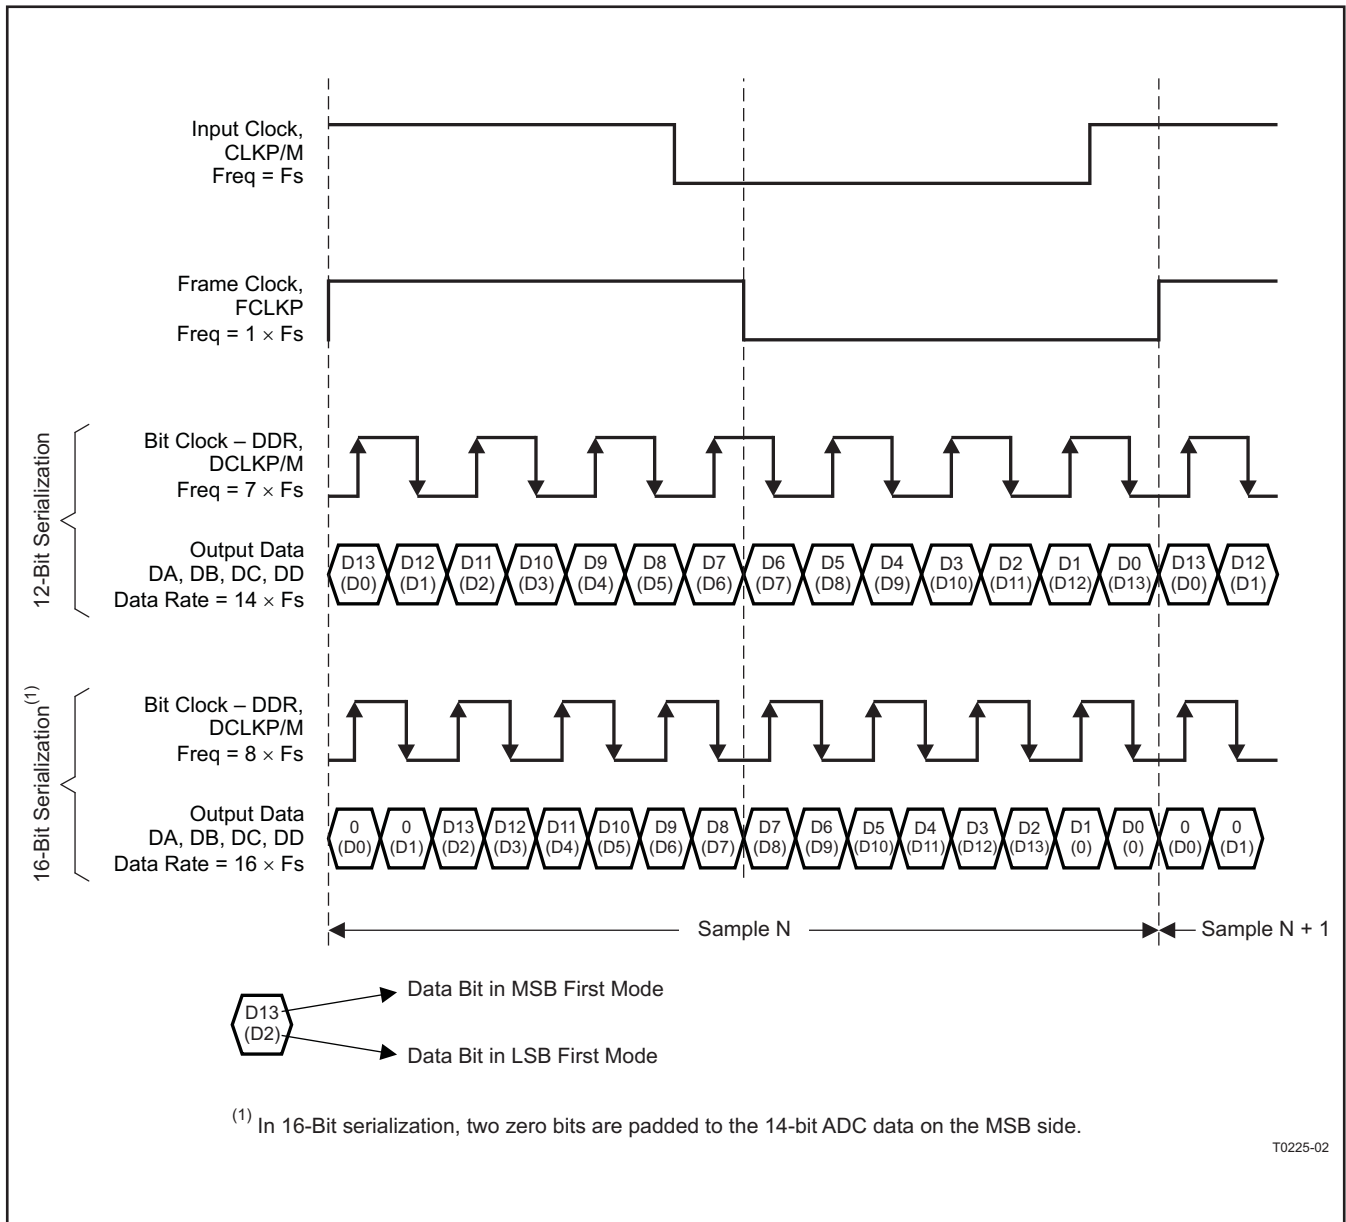 Input Clock,
CLKP/M
Freq = Fs
Frame Clock,
FCLKP
Freq = 1 × Fs
12-Bit Serialization
Bit Clock – DDR,
DCLKP/M
Freq = 7 × Fs
Output Data
DA, DB, DC, DD
Data Rate = 14 × Fs
D13 D12 D11 D10 D9 D8 D7 D6 D5 D4 D3 D2 D1 D0 D13 D12
(D0) (D1) (D2) (D3) (D4) (D5) (D6) (D7) (D8) (D9) (D10) (D11) (D12) (D13) (D0) (D1)
16-Bit Serialization(1)
Bit Clock – DDR,
DCLKP/M
Freq = 8 × Fs
Output Data
DA, DB, DC, DD
Data Rate = 16 × Fs
0 0 D13 D12 D11 D10 D9 D8 D7 D6 D5 D4 D3 D2 D1 D0 0 0
(D0) (D1) (D2) (D3) (D4) (D5) (D6) (D7) (D8) (D9) (D10) (D11) (D12) (D13) (0) (0) (D0) (D1)
Sample N
Sample N + 1
D13
(D2)
Data Bit in MSB First Mode
Data Bit in LSB First Mode
(1) In 16-Bit serialization, two zero bits are padded to the 14-bit ADC data on the MSB side.
T0225-02